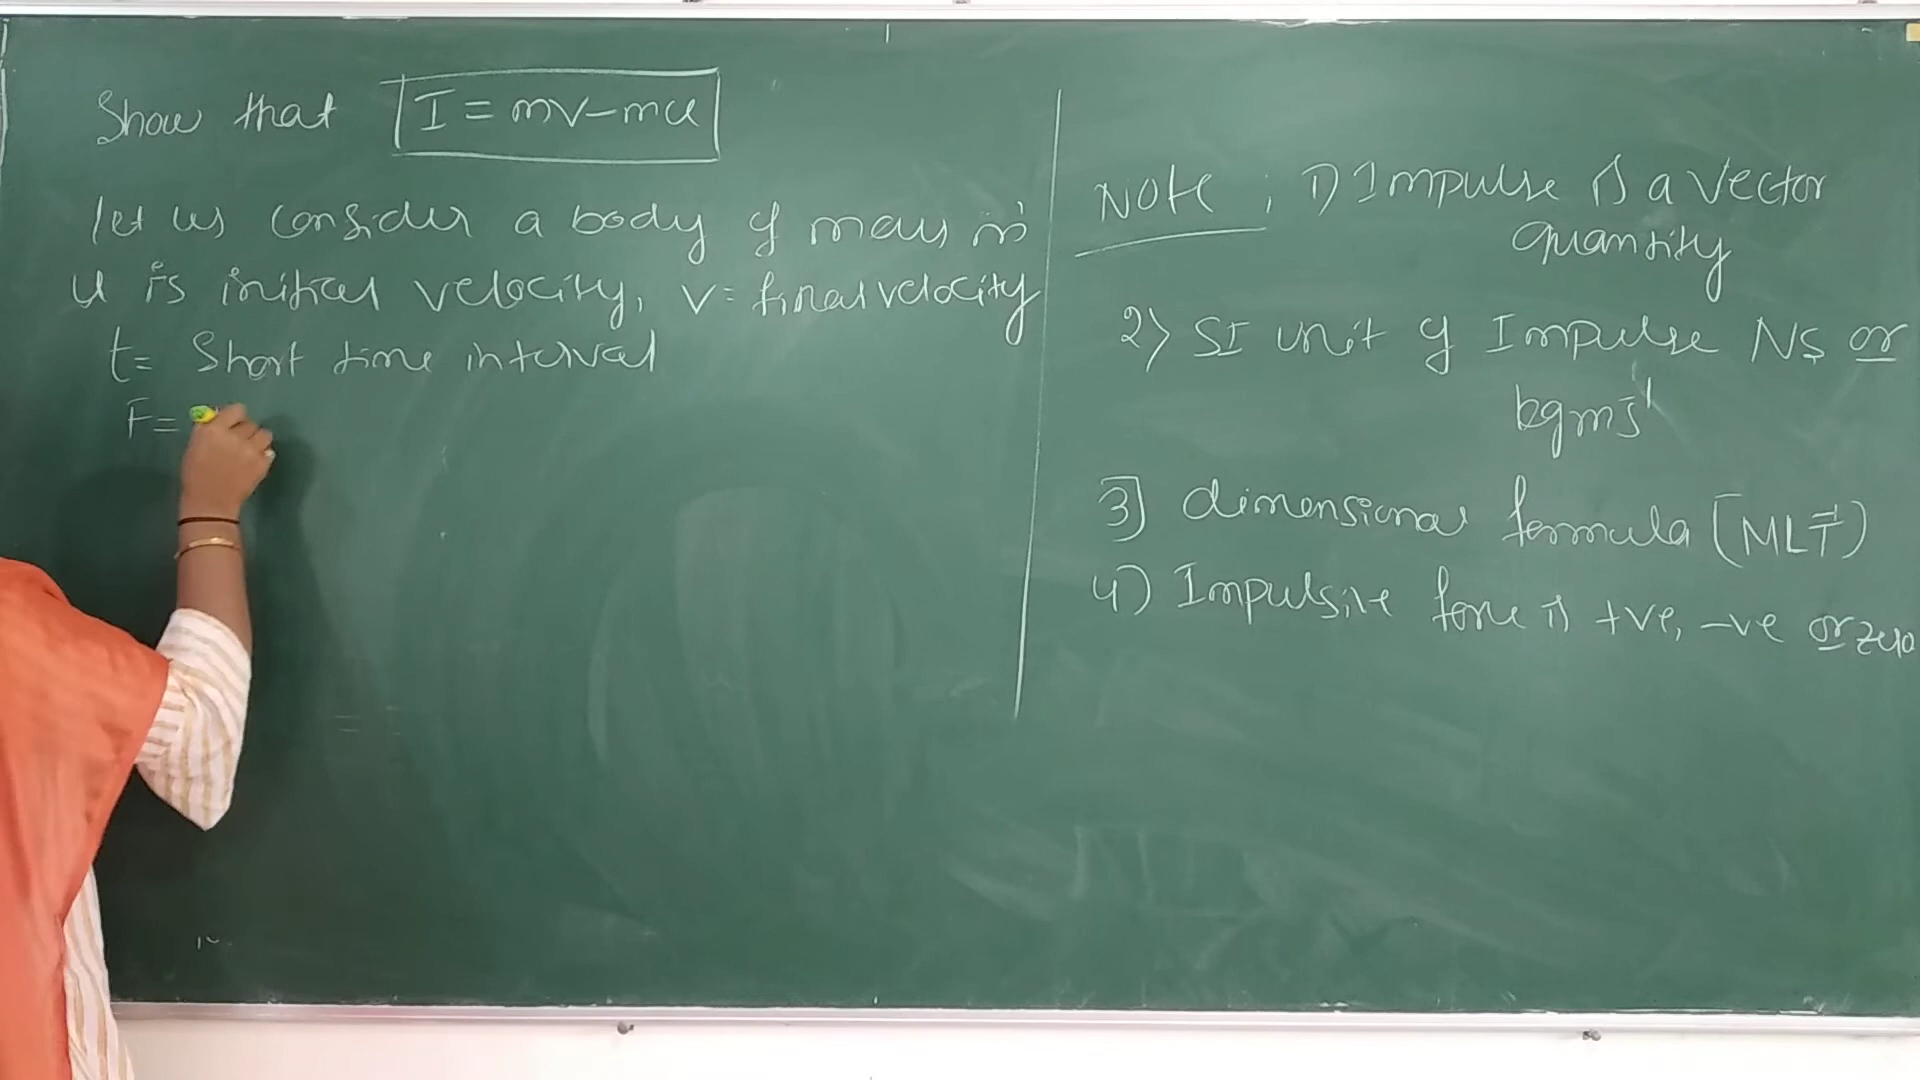 Show that I = mv - mu
let us consider a body of mass 'm'
u is initial velocity, v = final velocity
t = Short time interval
F =
Note : 1) Impulse is a vector
quantity
2) SI unit of Impulse NS or
kgms⁻¹
3] dimensional formula [MLT⁻¹]
4) Impulsive force is +ve, -ve or zero